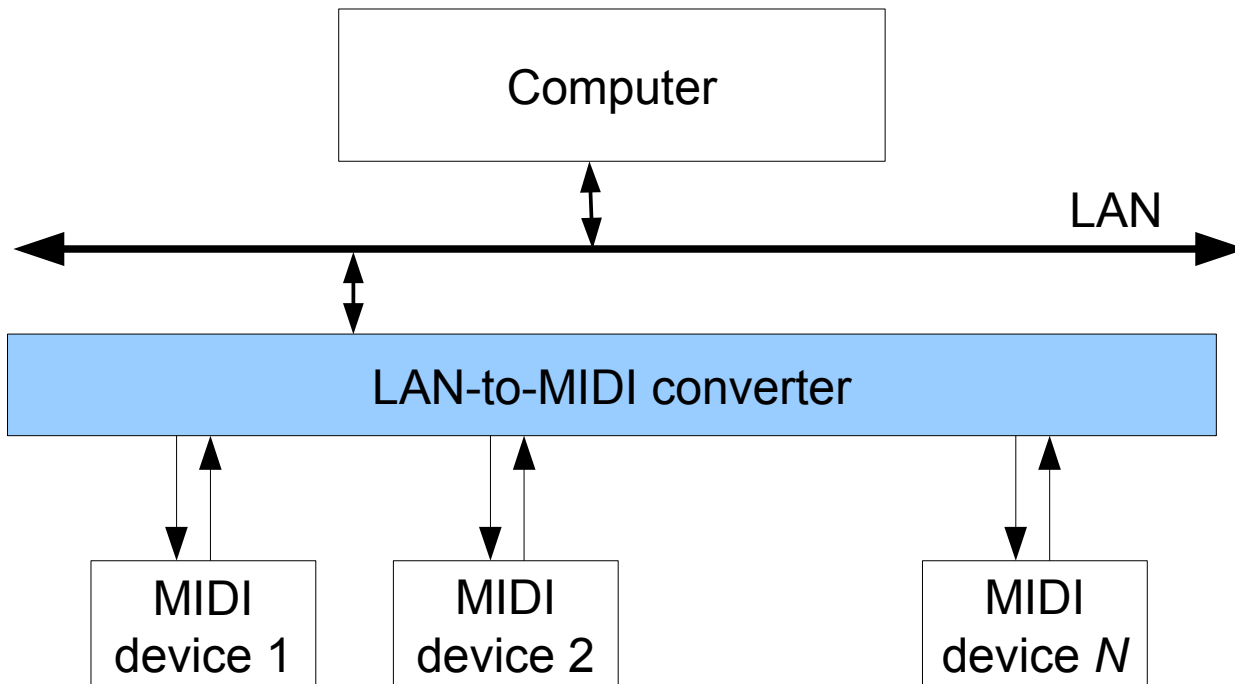 Computer
LAN
LAN-to-MIDI converter
MIDI
device 1
MIDI
device 2
MIDI
device N